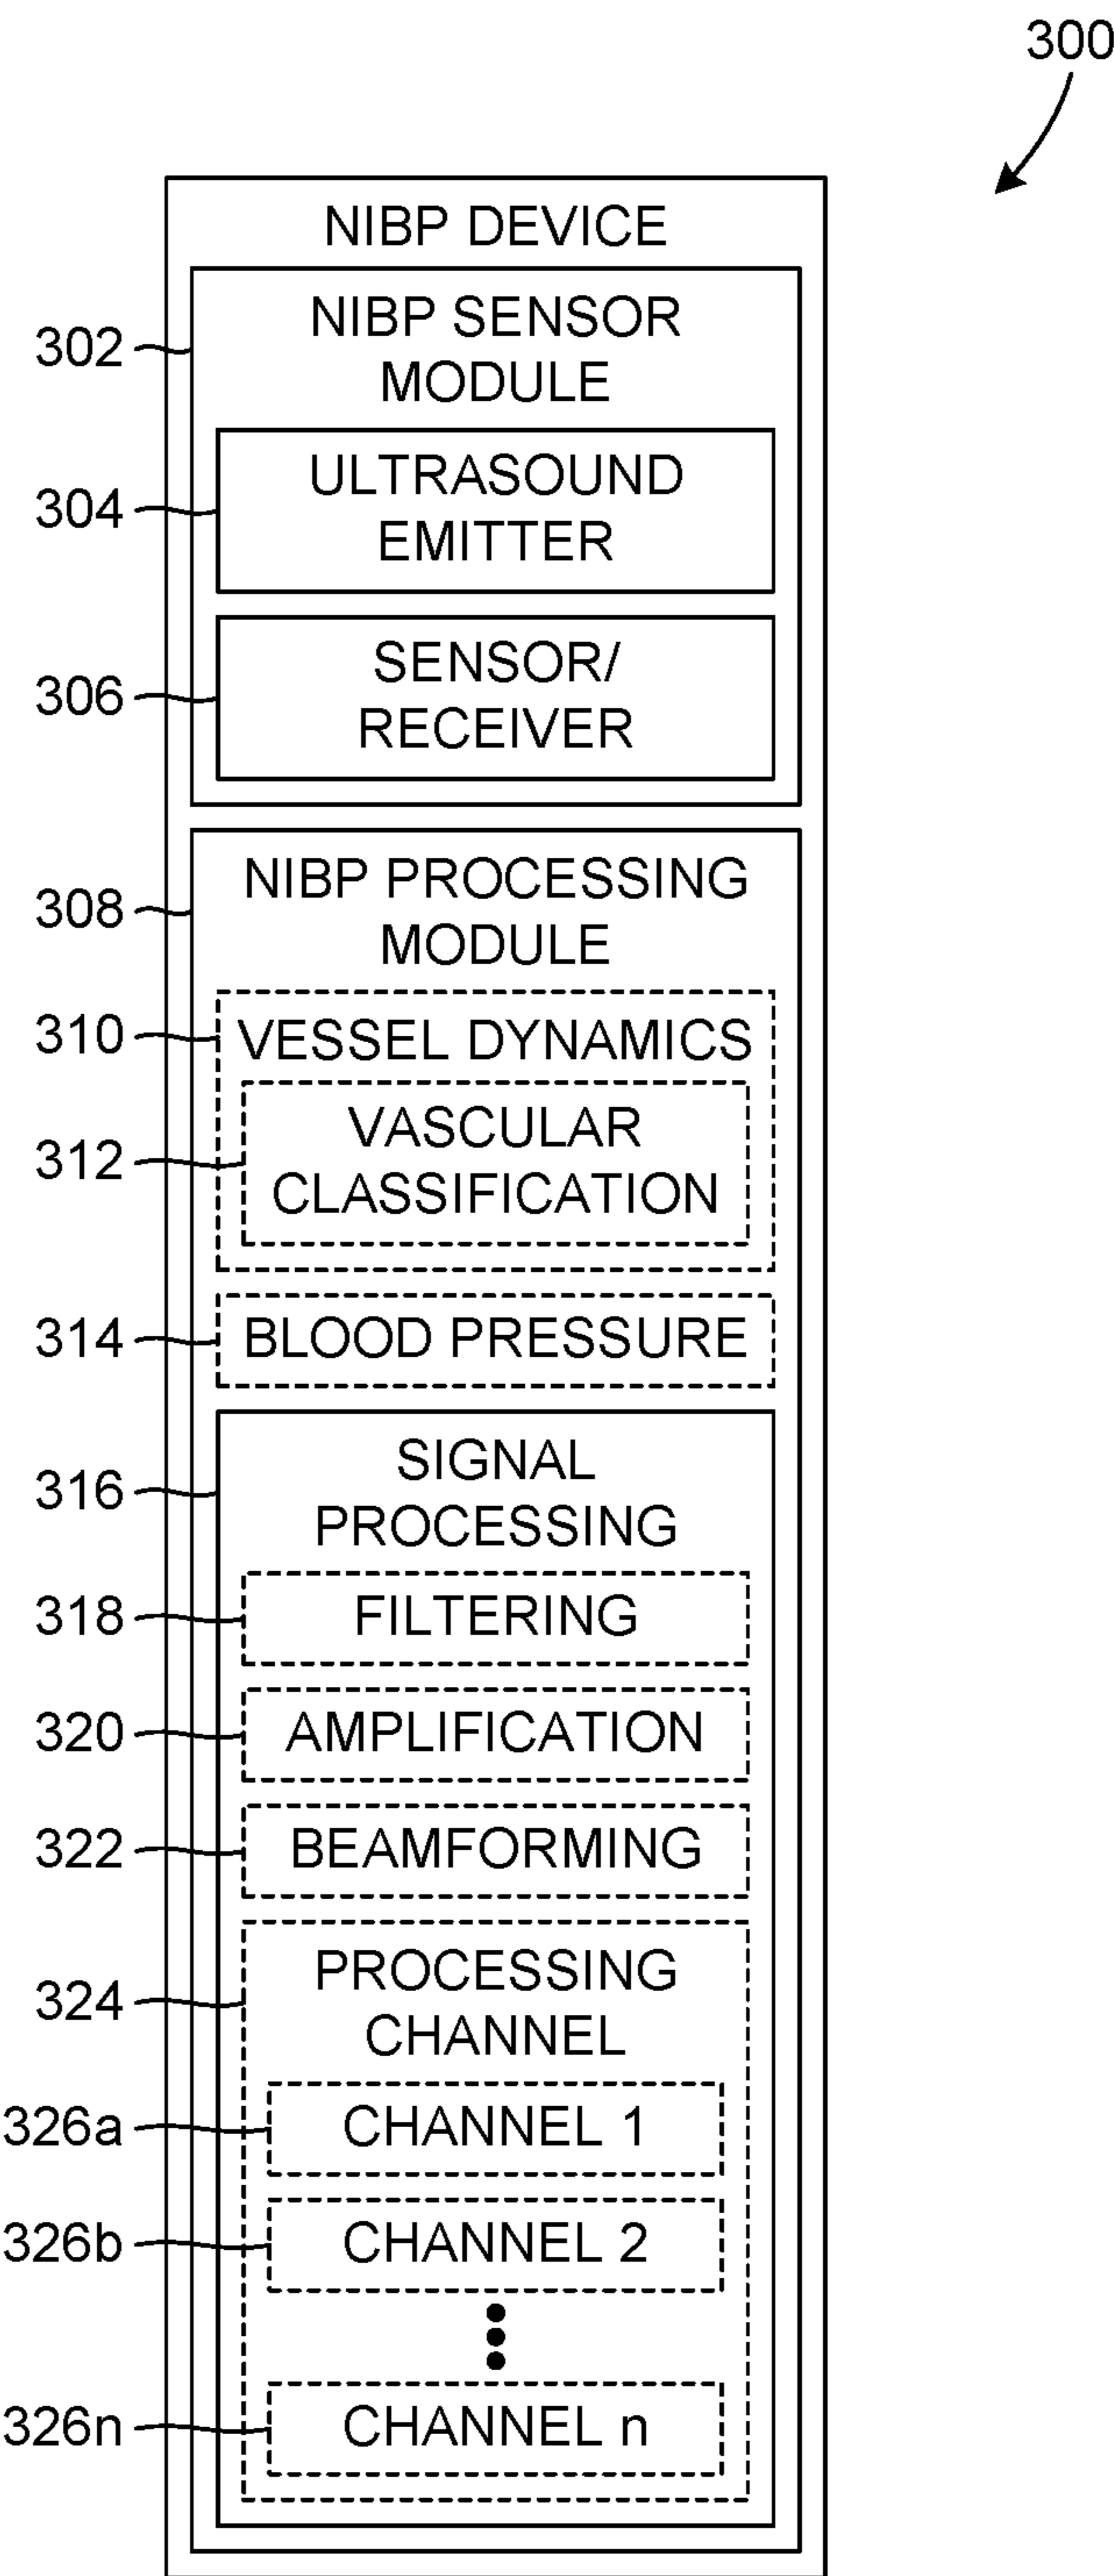 300
NIBP DEVICE
302
NIBP SENSOR
MODULE
304
ULTRASOUND
EMITTER
306
SENSOR/
RECEIVER
308
NIBP PROCESSING
MODULE
310
VESSEL DYNAMICS
312
VASCULAR
CLASSIFICATION
314
BLOOD PRESSURE
316
SIGNAL
PROCESSING
318
FILTERING
320
AMPLIFICATION
322
BEAMFORMING
324
PROCESSING
CHANNEL
326a
CHANNEL 1
326b
CHANNEL 2
326n
CHANNEL n